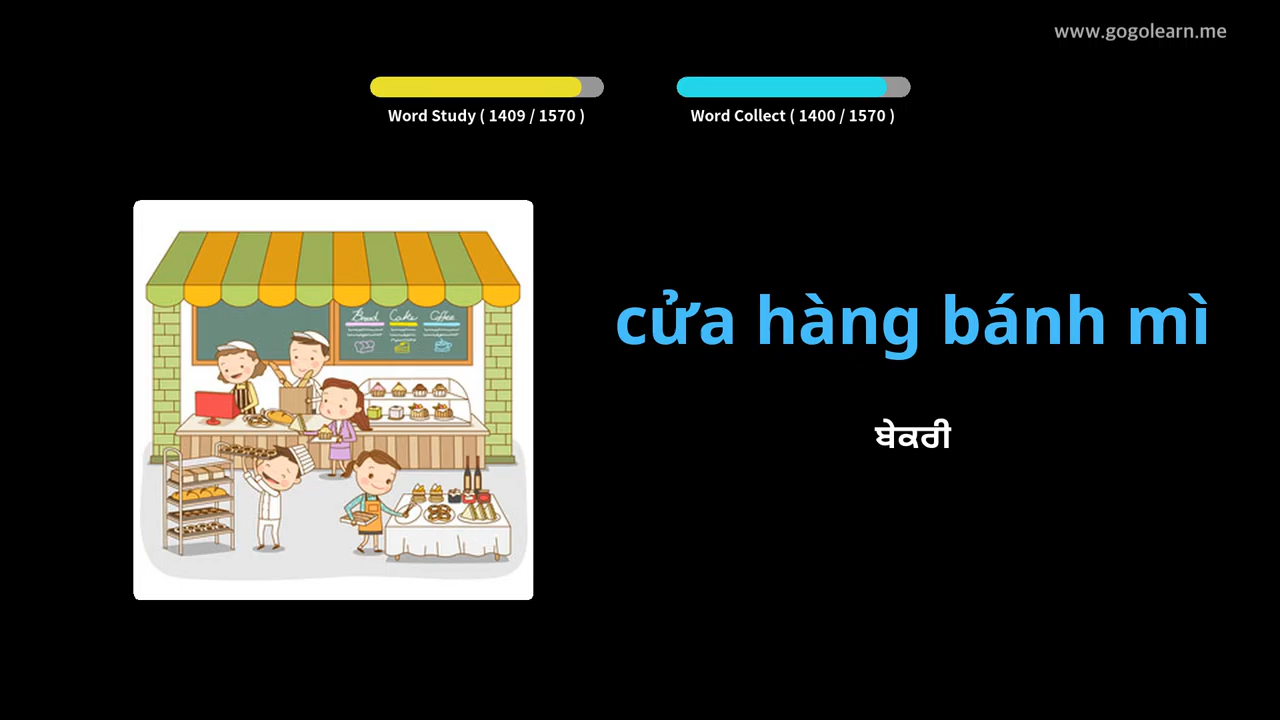 www.gogolearn.me
Word Study ( 1409 / 1570 )
Word Collect ( 1400 / 1570 )
Bread Cake Coffee
cửa hàng bánh mì
ਬੇਕਰੀ